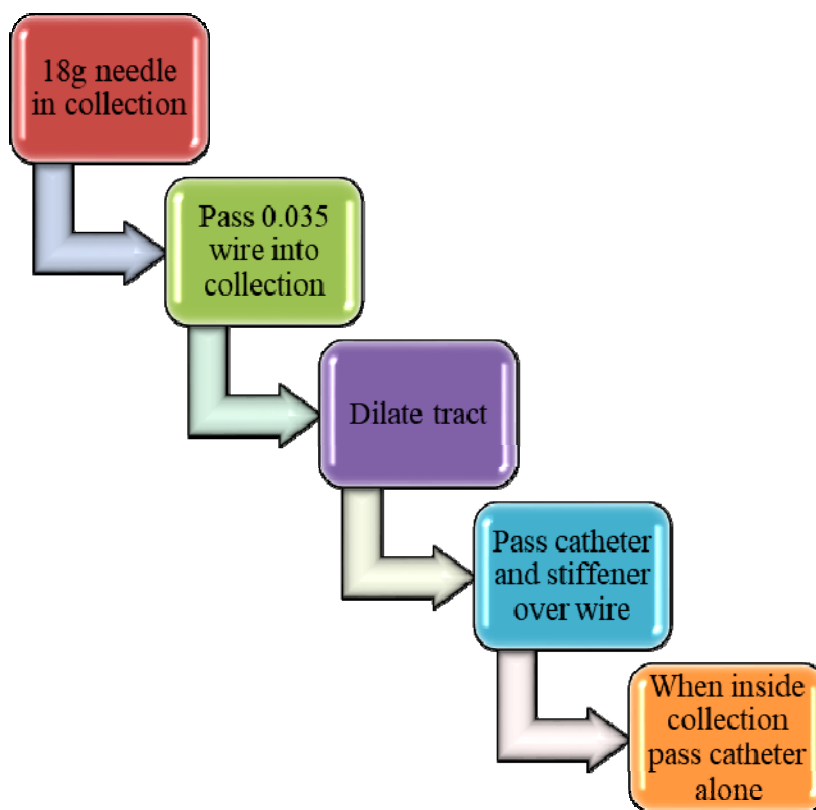 18g needle
in collection
Pass 0.035
wire into
collection
Dilate tract
Pass catheter
and stiffener
over wire
When inside
collection
pass catheter
alone